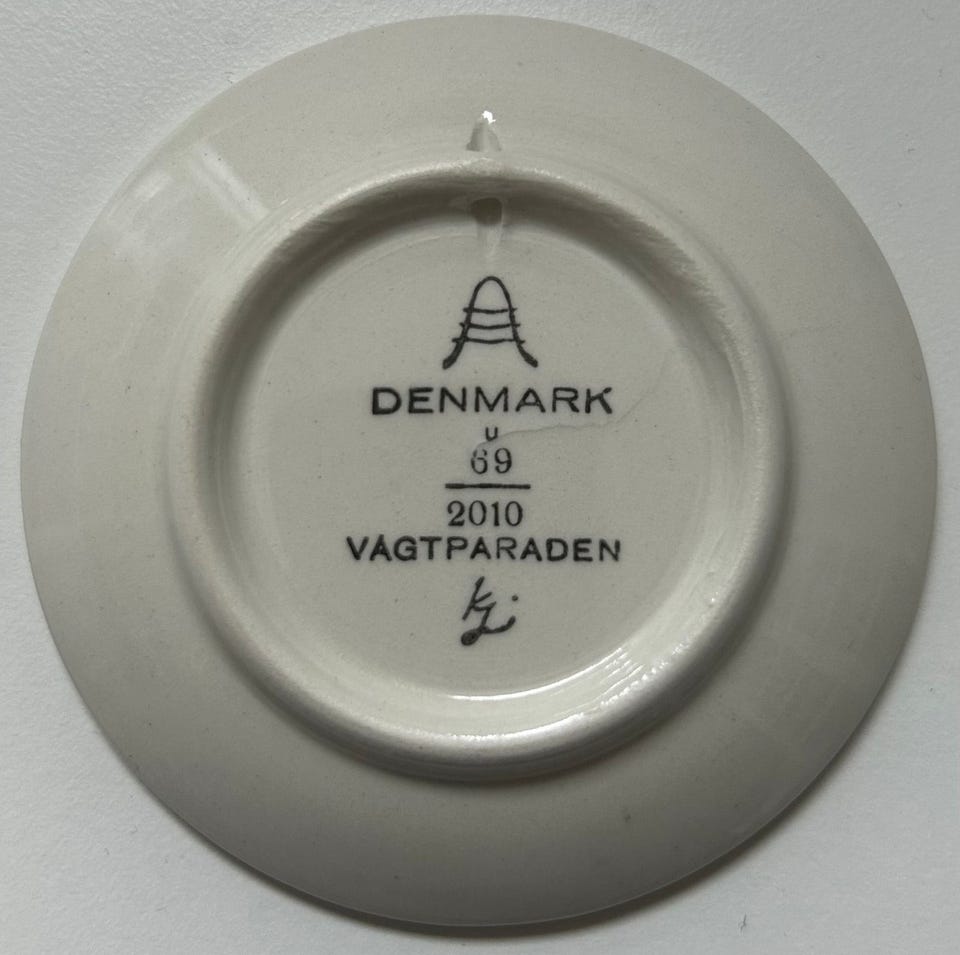 DENMARK
u
69
2010
VAGTPARADEN